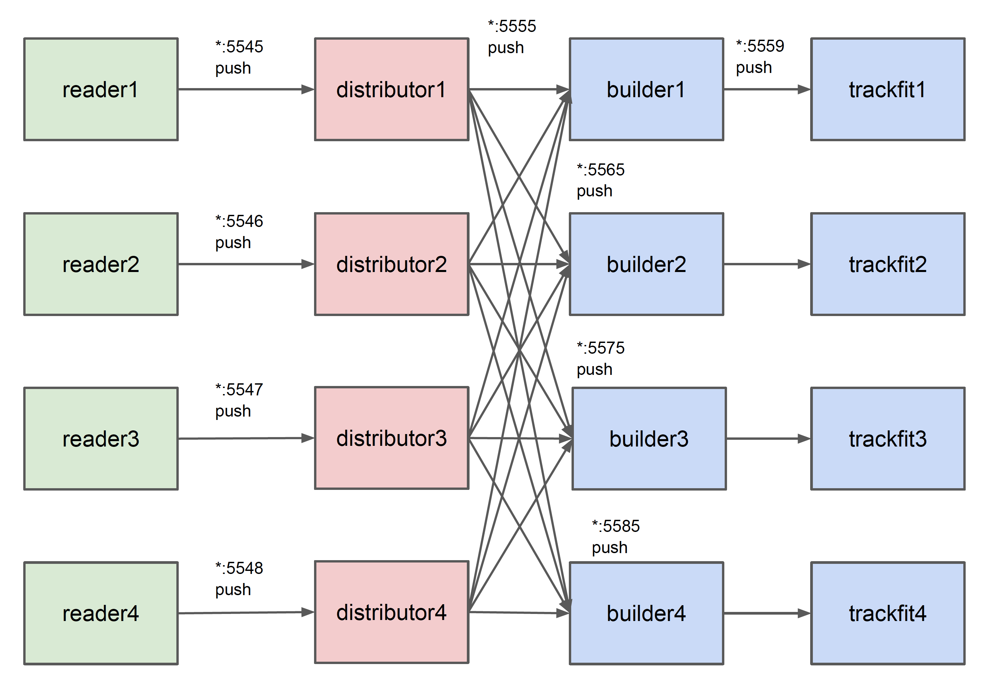 *:5555
push
*:5545
push
*:5559
push
reader1
distributor1
builder1
trackfit1
*:5565
push
*:5546
push
reader2
distributor2
builder2
trackfit2
*:5575
push
*:5547
push
reader3
distributor3
builder3
trackfit3
*:5585
push
*:5548
push
reader4
distributor4
builder4
trackfit4